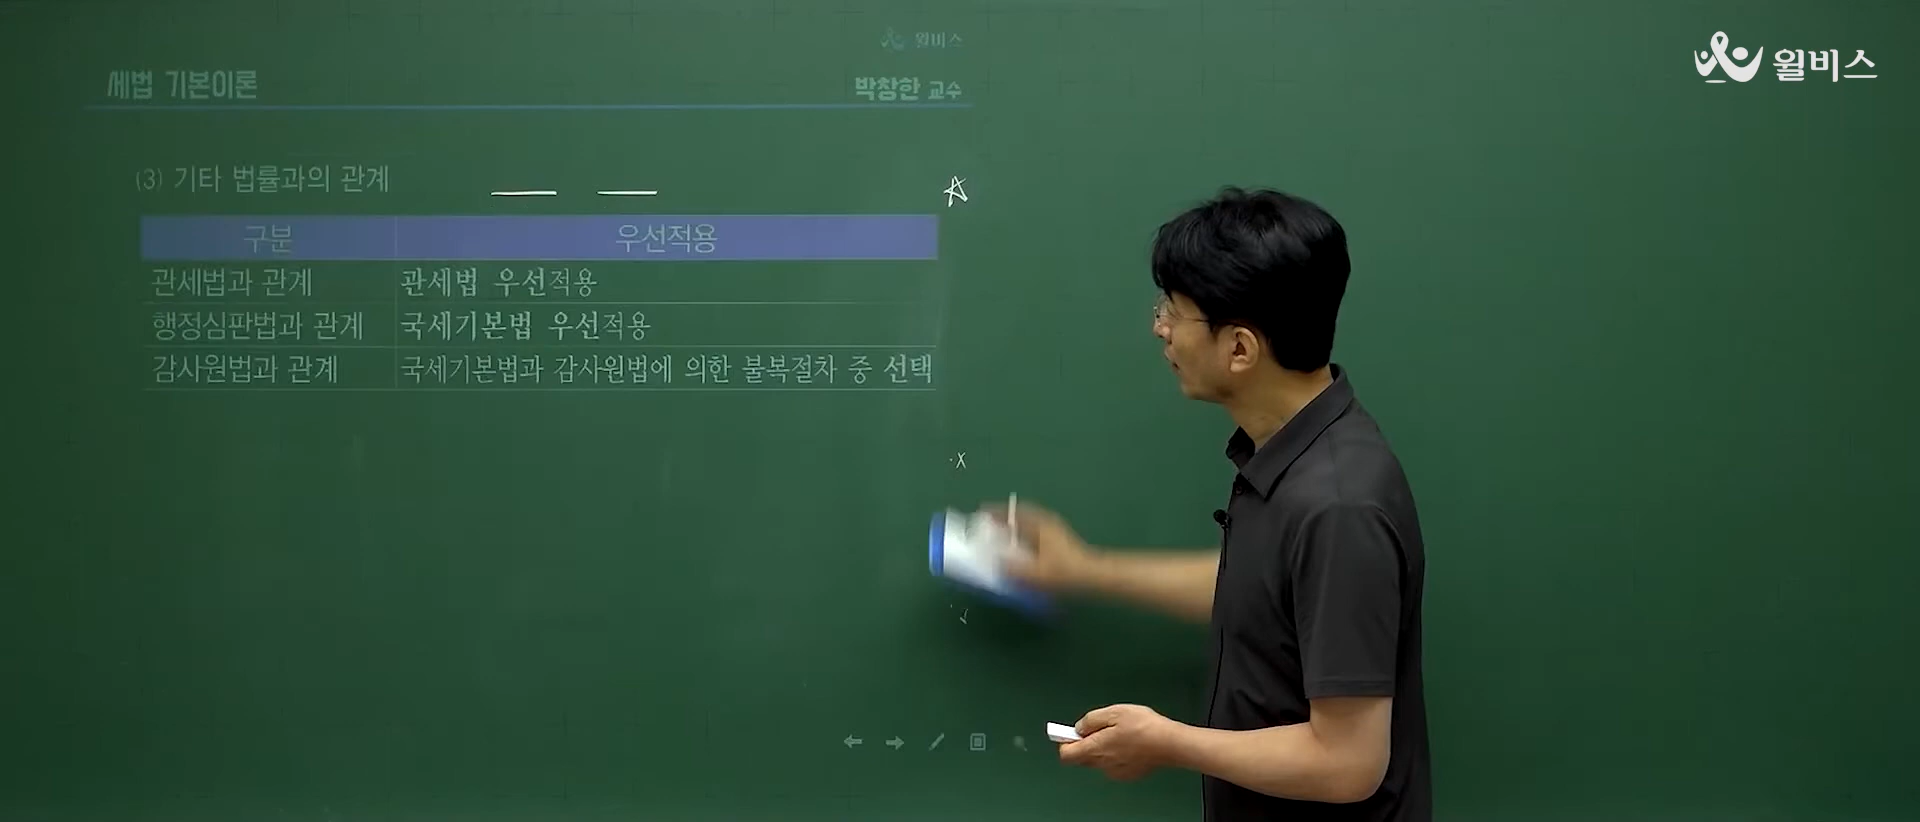 윌비스
윌비스
세법 기본이론
박창한 교수
(3) 기타 법률과의 관계
구분 우선적용
관세법과 관계 관세법 우선적용
행정심판법과 관계 국세기본법 우선적용
감사원법과 관계 국세기본법과 감사원법에 의한 불복절차 중 선택